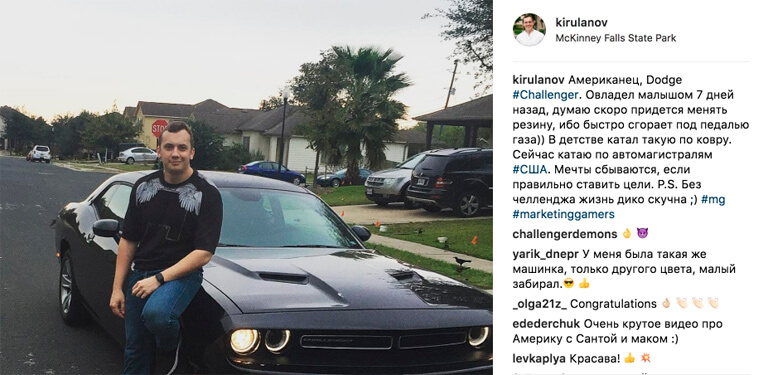 STOP
kirulanov
McKinney Falls State Park
kirulanov Американец, Dodge
#Challenger. Овладел малышом 7 дней
назад, думаю скоро придется менять
резину, ибо быстро сгорает под педалью
газа)) В детстве катал такую по ковру.
Сейчас катаю по автомагистралям
#США. Мечты сбываются, если
правильно ставить цели. P.S. Без
челленджа жизнь дико скучна ;) #mg
#marketinggamers
challengerdemons 👌 😈
yarik_dnepr У меня была такая же
машинка, только другого цвета, малый
забирал.😎 👍
_olga21z_ Congratulations 👌🏻 👏🏻 👏🏻 👏🏻
edederchuk Очень крутое видео про
Америку с Сантой и маком :)
levkaplya Красава! 👍 💥